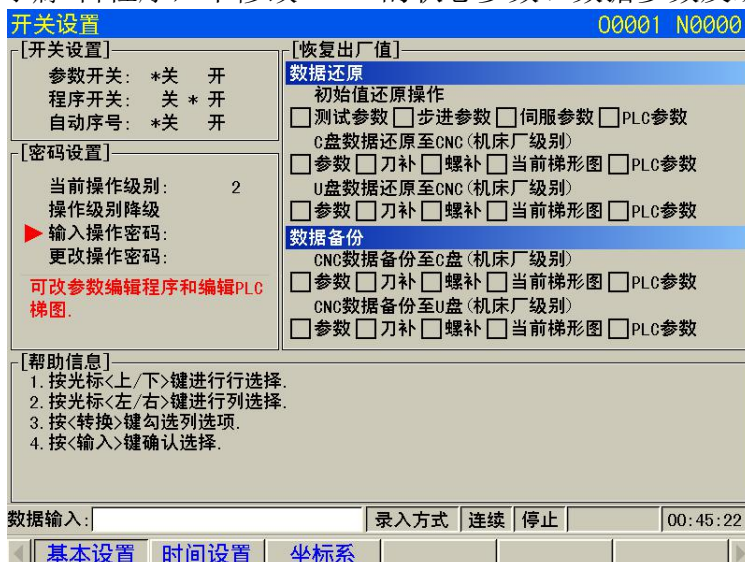 开关设置 O0001 N0000
[开关设置]
参数开关: *关 开
程序开关: 关 * 开
自动序号: *关 开
[密码设置]
当前操作级别: 2
操作级别降级
输入操作密码:
更改操作密码:
可改参数编辑程序和编辑PLC
梯图.
[恢复出厂值]
数据还原
初始值还原操作
测试参数 步进参数 伺服参数 PLC参数
C盘数据还原至CNC(机床厂级别)
参数 刀补 螺补 当前梯形图 PLC参数
U盘数据还原至CNC(机床厂级别)
参数 刀补 螺补 当前梯形图 PLC参数
数据备份
CNC数据备份至C盘(机床厂级别)
参数 刀补 螺补 当前梯形图 PLC参数
CNC数据备份至U盘(机床厂级别)
参数 刀补 螺补 当前梯形图 PLC参数
[帮助信息]
1.按光标<上/下>键进行行选择.
2.按光标<左/右>键进行列选择.
3.按<转换>键勾选列选项.
4.按<输入>键确认选择.
数据输入: 录入方式 连续 停止 00:45:22
基本设置 时间设置 坐标系